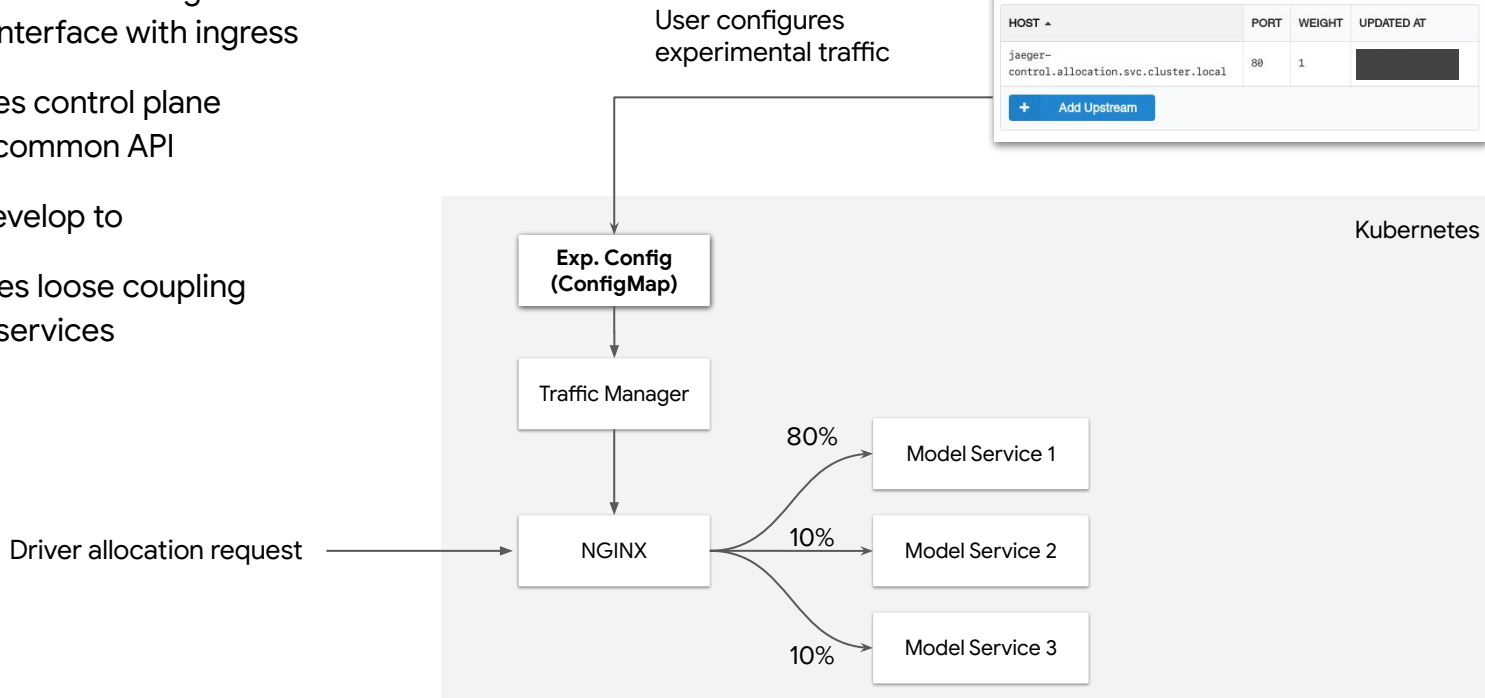 nterface with ingress
es control plane
common API
evelop to
es loose coupling
services
User configures
experimental traffic
HOST
PORT
WEIGHT
UPDATED AT
jaeger-
control.allocation.svc.cluster.local
80
1
+ Add Upstream
Kubernetes
Exp. Config
(ConfigMap)
Traffic Manager
80%
Model Service 1
Driver allocation request
NGINX
10%
Model Service 2
10%
Model Service 3